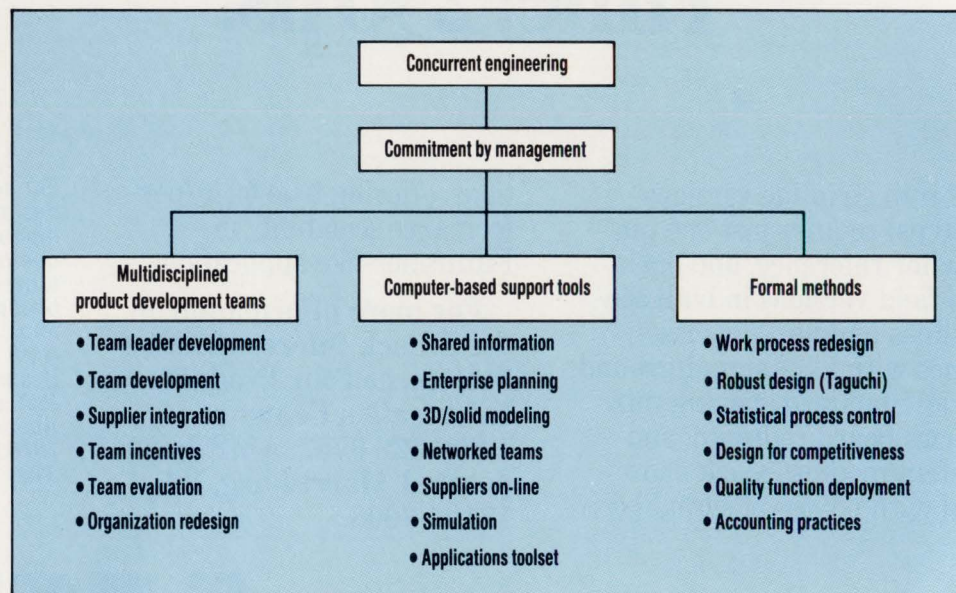 Concurrent engineering
Commitment by management
Multidisciplined
product development teams
• Team leader development
• Team development
• Supplier integration
• Team incentives
• Team evaluation
• Organization redesign
Computer-based support tools
• Shared information
• Enterprise planning
• 3D/solid modeling
• Networked teams
• Suppliers on-line
• Simulation
• Applications toolset
Formal methods
• Work process redesign
• Robust design (Taguchi)
• Statistical process control
• Design for competitiveness
• Quality function deployment
• Accounting practices